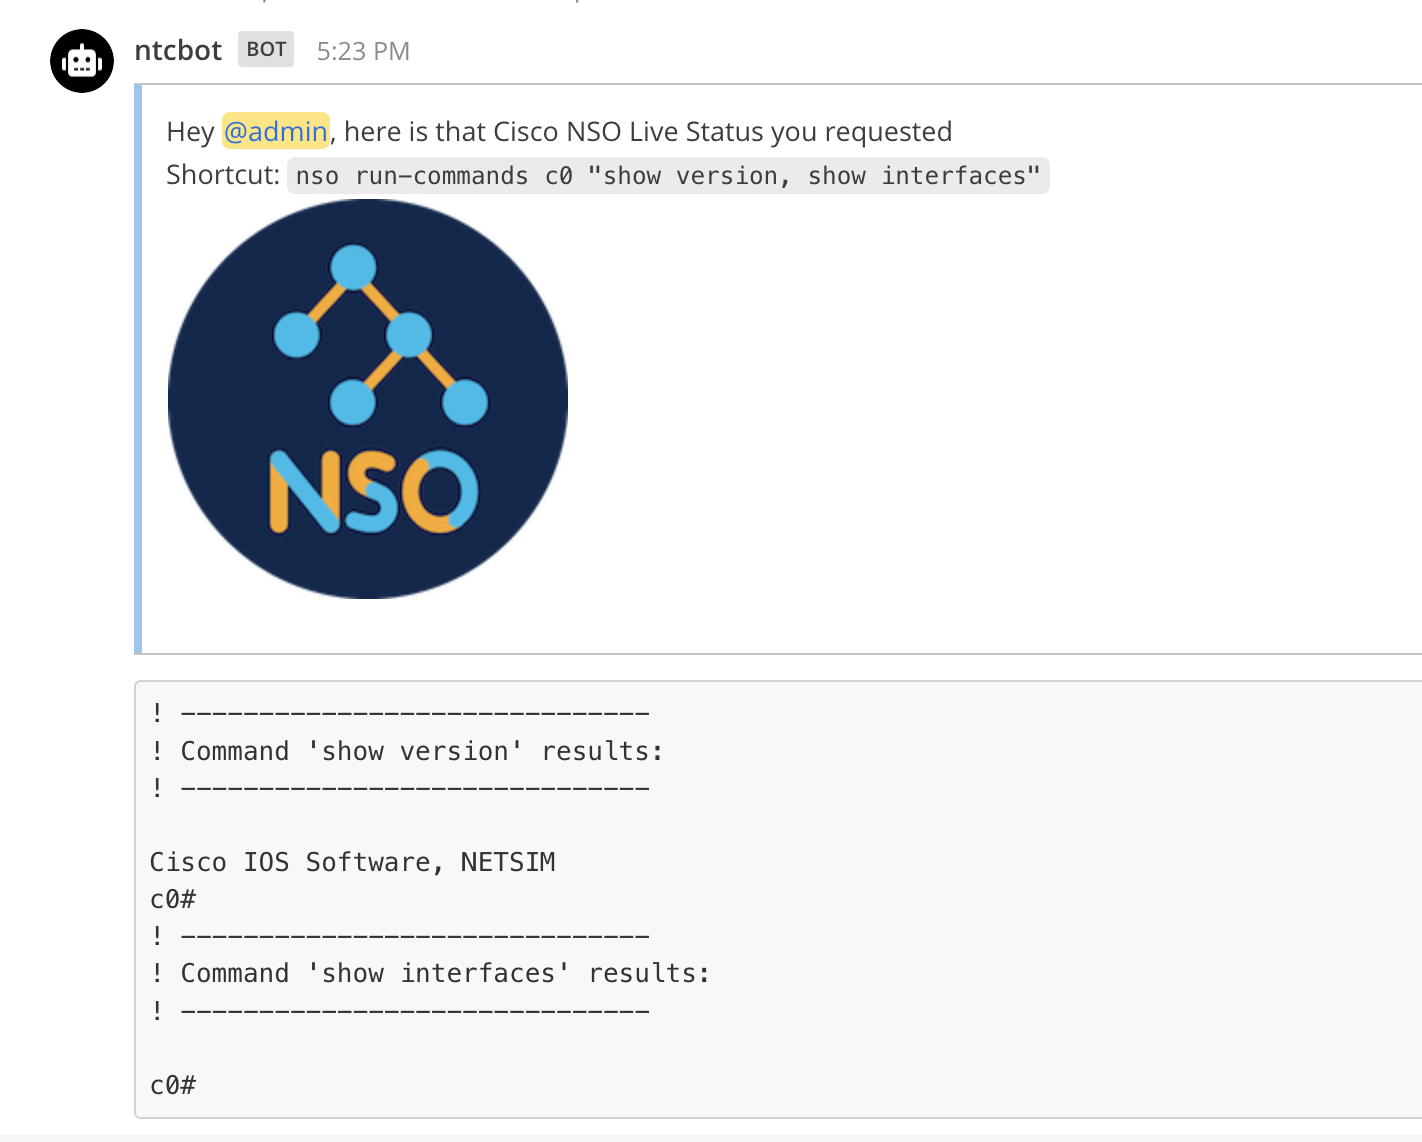 ntcbot BOT 5:23 PM
Hey @admin, here is that Cisco NSO Live Status you requested
Shortcut: nso run-commands c0 "show version, show interfaces"
NSO
! ------------------------------
! Command 'show version' results:
! ------------------------------
Cisco IOS Software, NETSIM
c0#
! ------------------------------
! Command 'show interfaces' results:
! ------------------------------
c0#